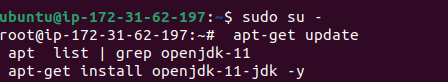 ubuntu@ip-172-31-62-197:~$ sudo su -
root@ip-172-31-62-197:~#  apt-get update
 apt  list | grep openjdk-11
 apt-get install openjdk-11-jdk -y